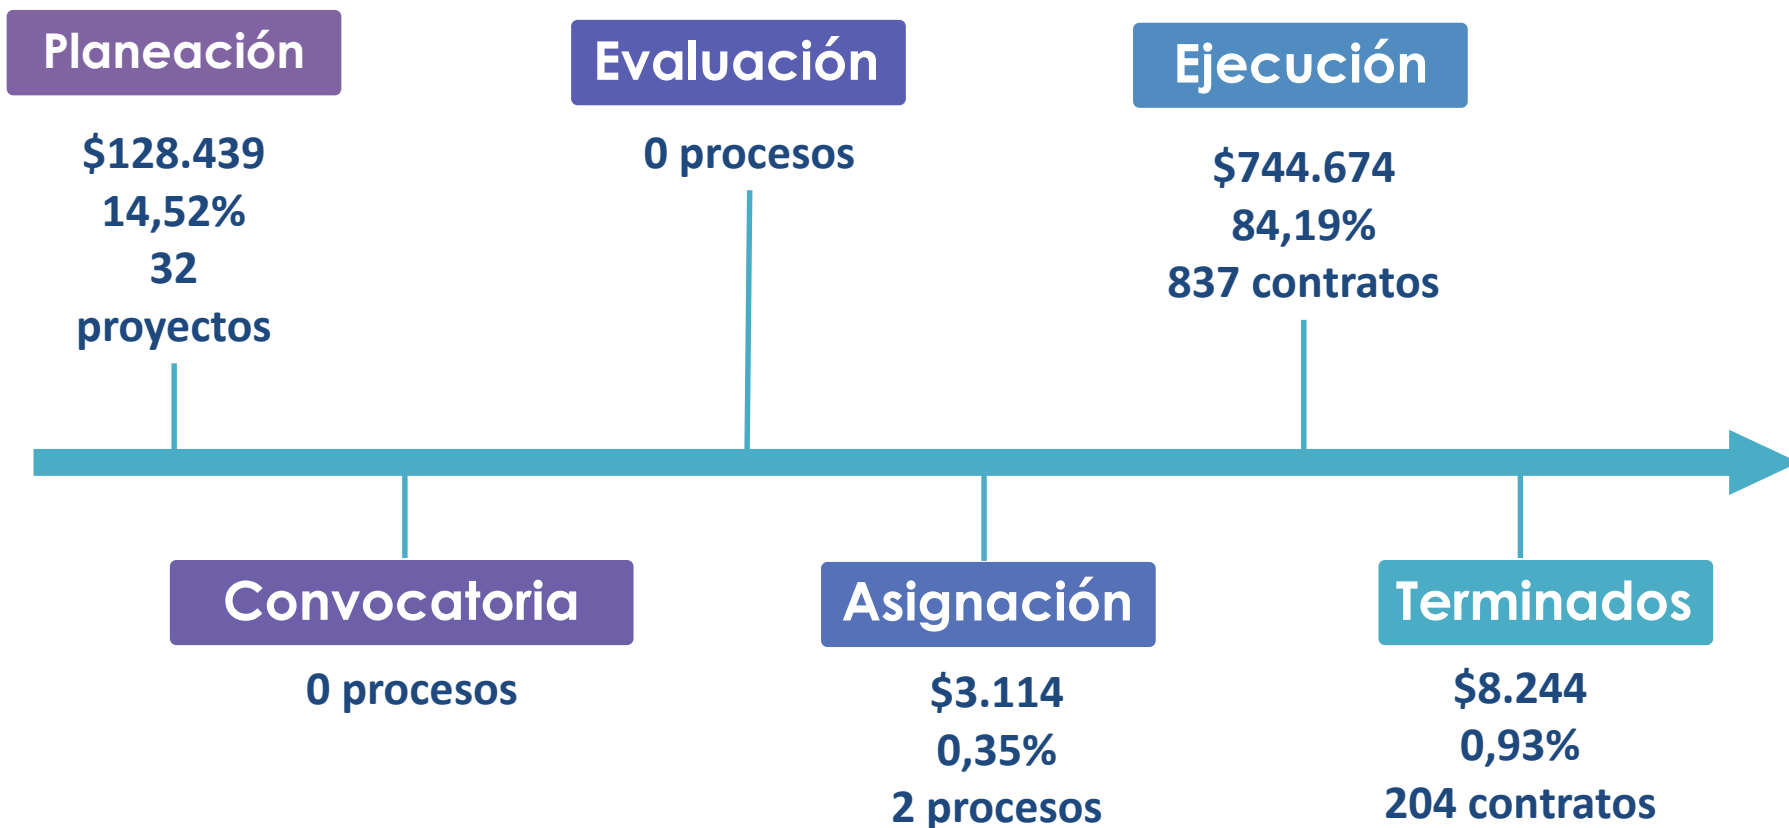 Planeación
$128.439
14,52%
32
proyectos
Evaluación
0 procesos
Ejecución
$744.674
84,19%
837 contratos
Convocatoria
0 procesos
Asignación
$3.114
0,35%
2 procesos
Terminados
$8.244
0,93%
204 contratos